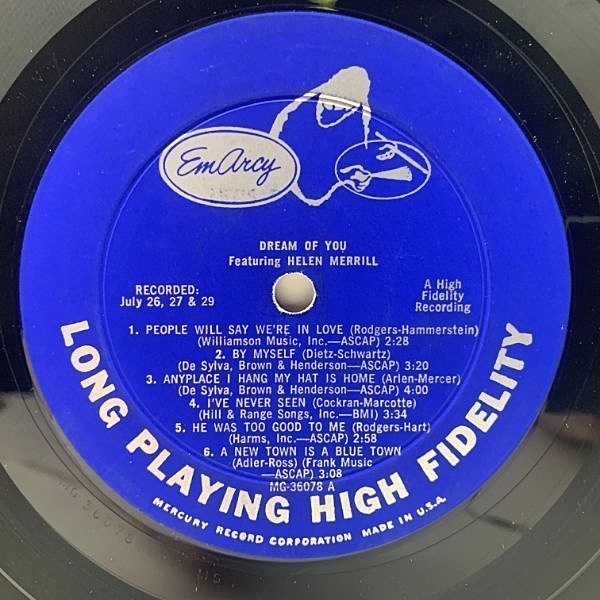 EmArcy
DREAM OF YOU
Featuring HELEN MERRILL
RECORDED:
July 26, 27 & 29
A High
Fidelity
Recording
1. PEOPLE WILL SAY WE'RE IN LOVE (Rodgers-Hammerstein)
(Williamson Music, Inc.—ASCAP) 2:28
2. BY MYSELF (Dietz-Schwartz)
(De Sylva, Brown & Henderson—ASCAP) 3:20
3. ANYPLACE I HANG MY HAT IS HOME (Arlen-Mercer)
(De Sylva, Brown & Henderson—ASCAP) 4:00
4. I'VE NEVER SEEN (Cockran-Marcotte)
(Hill & Range Songs, Inc.—BMI) 3:34
5. HE WAS TOO GOOD TO ME (Rodgers-Hart)
(Harms, Inc.—ASCAP) 2:58
6. A NEW TOWN IS A BLUE TOWN
(Adler-Ross) (Frank Music
—ASCAP) 3:08
MG-36078 A
LONG PLAYING HIGH FIDELITY
MERCURY RECORD CORPORATION MADE IN U.S.A.